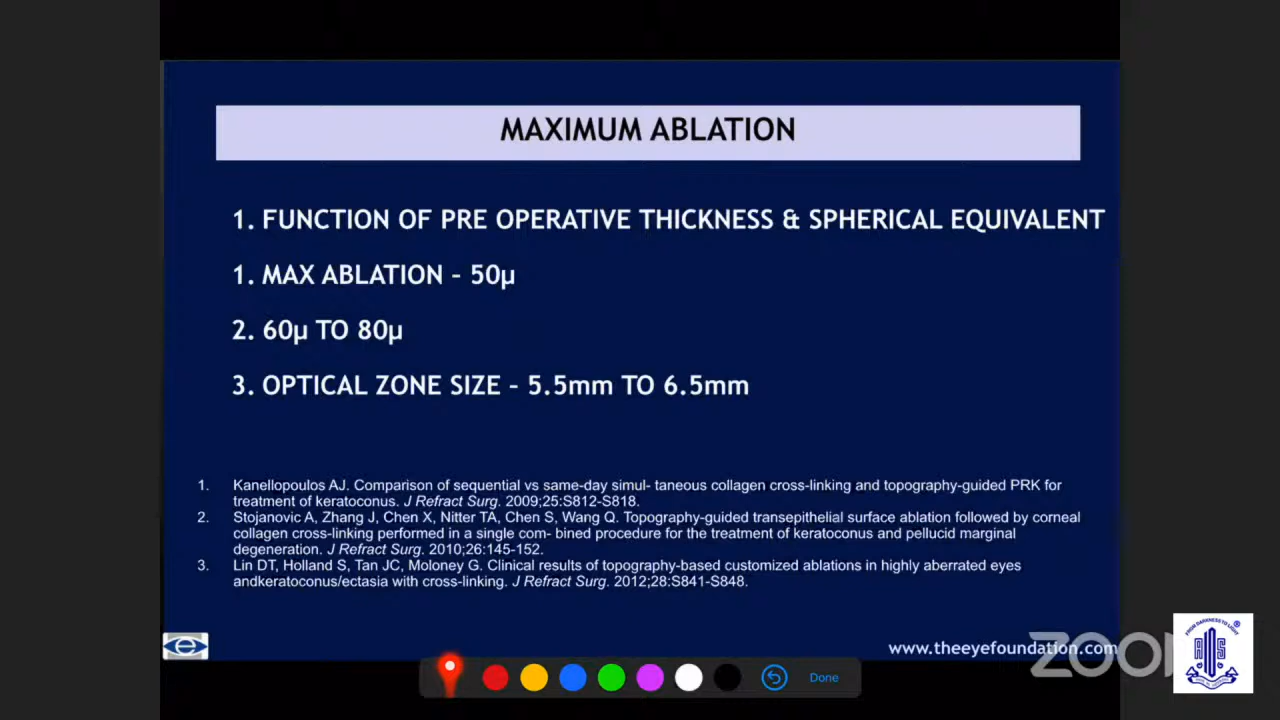 MAXIMUM ABLATION
1. FUNCTION OF PRE OPERATIVE THICKNESS & SPHERICAL EQUIVALENT
1. MAX ABLATION - 50µ
2. 60µ TO 80µ
3. OPTICAL ZONE SIZE - 5.5mm TO 6.5mm
1. Kanellopoulos AJ. Comparison of sequential vs same-day simul- taneous collagen cross-linking and topography-guided PRK for
treatment of keratoconus. J Refract Surg. 2009;25:S812-S818.
2. Stojanovic A, Zhang J, Chen X, Nitter TA, Chen S, Wang Q. Topography-guided transepithelial surface ablation followed by corneal
collagen cross-linking performed in a single com- bined procedure for the treatment of keratoconus and pellucid marginal
degeneration. J Refract Surg. 2010;26:145-152.
3. Lin DT, Holland S, Tan JC, Moloney G. Clinical results of topography-based customized ablations in highly aberrated eyes
andkeratoconus/ectasia with cross-linking. J Refract Surg. 2012;28:S841-S848.
www.theeyefoundation.com
ZOOM
FROM DARKNESS TO LIGHT
Done